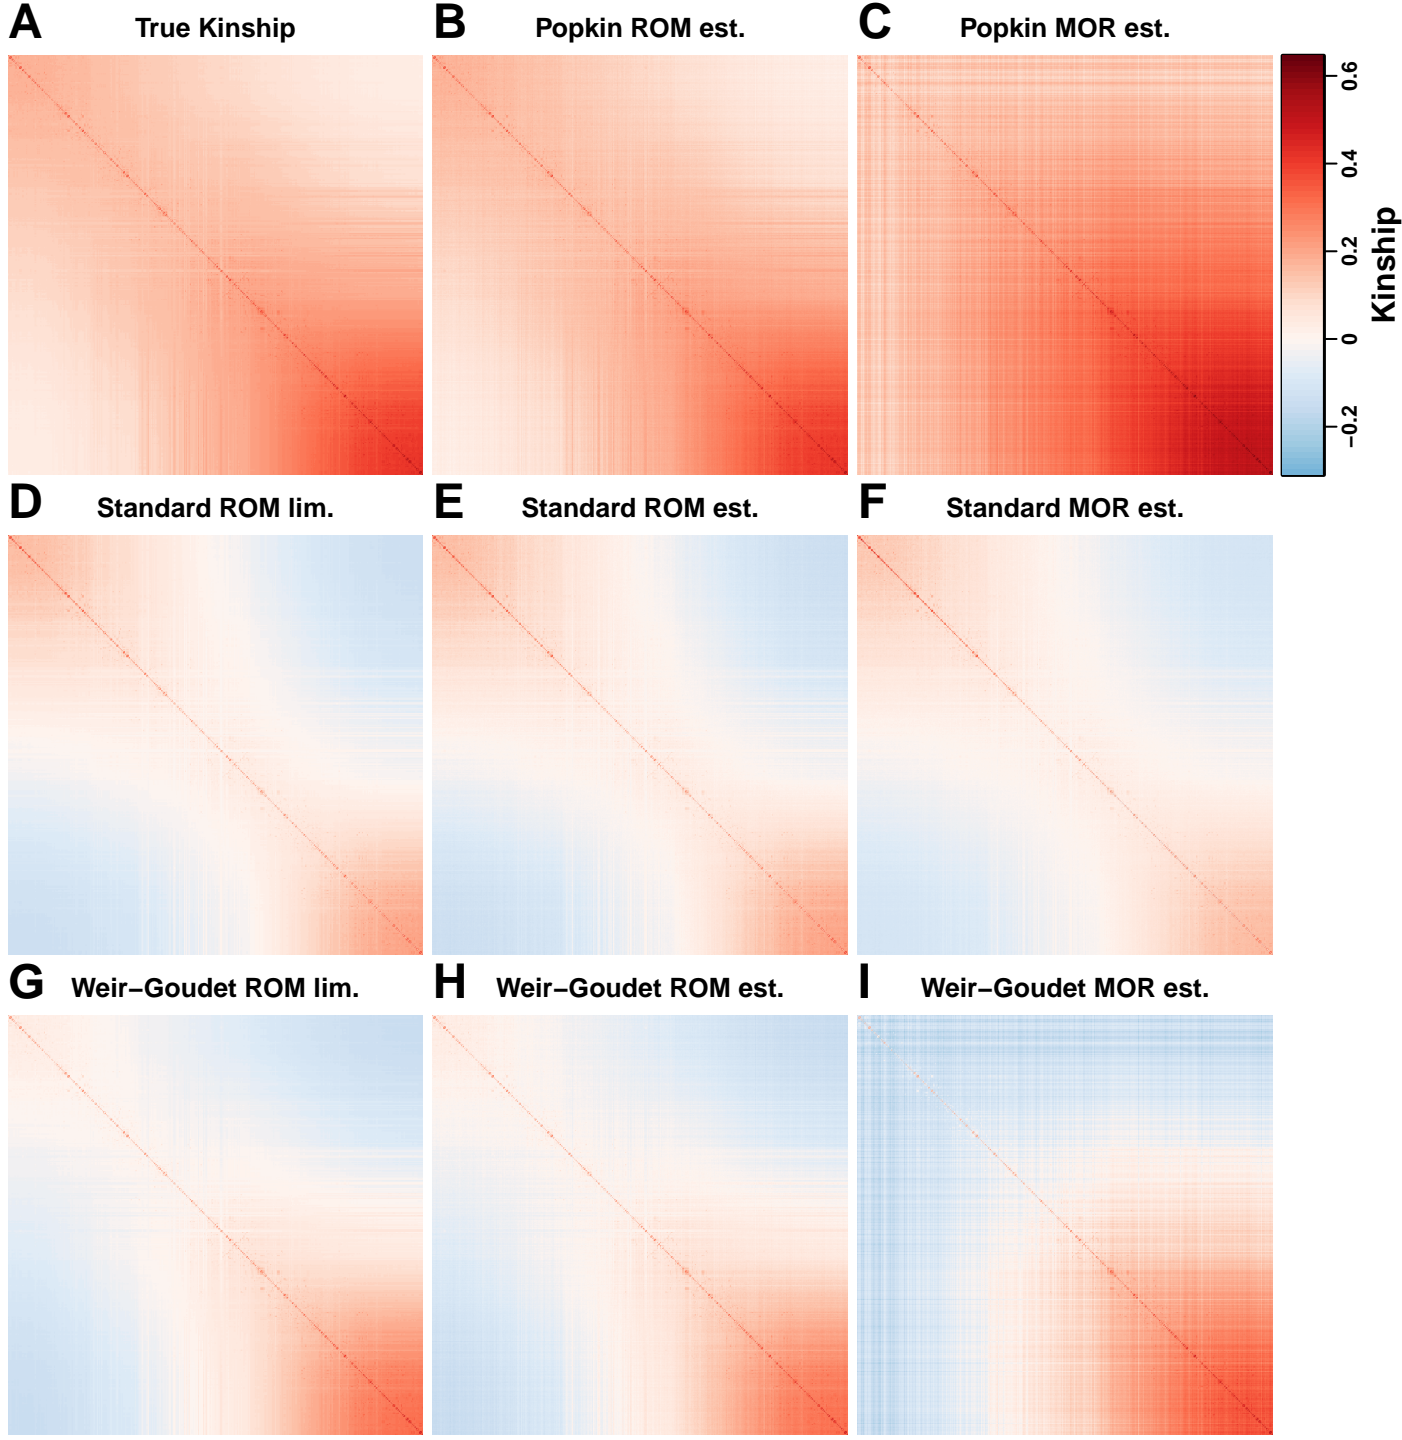 A True Kinship
B Popkin ROM est.
C Popkin MOR est.
0.6
0.4
0.2
0
−0.2
Kinship
D Standard ROM lim.
E Standard ROM est.
F Standard MOR est.
G Weir−Goudet ROM lim.
H Weir−Goudet ROM est.
I Weir−Goudet MOR est.